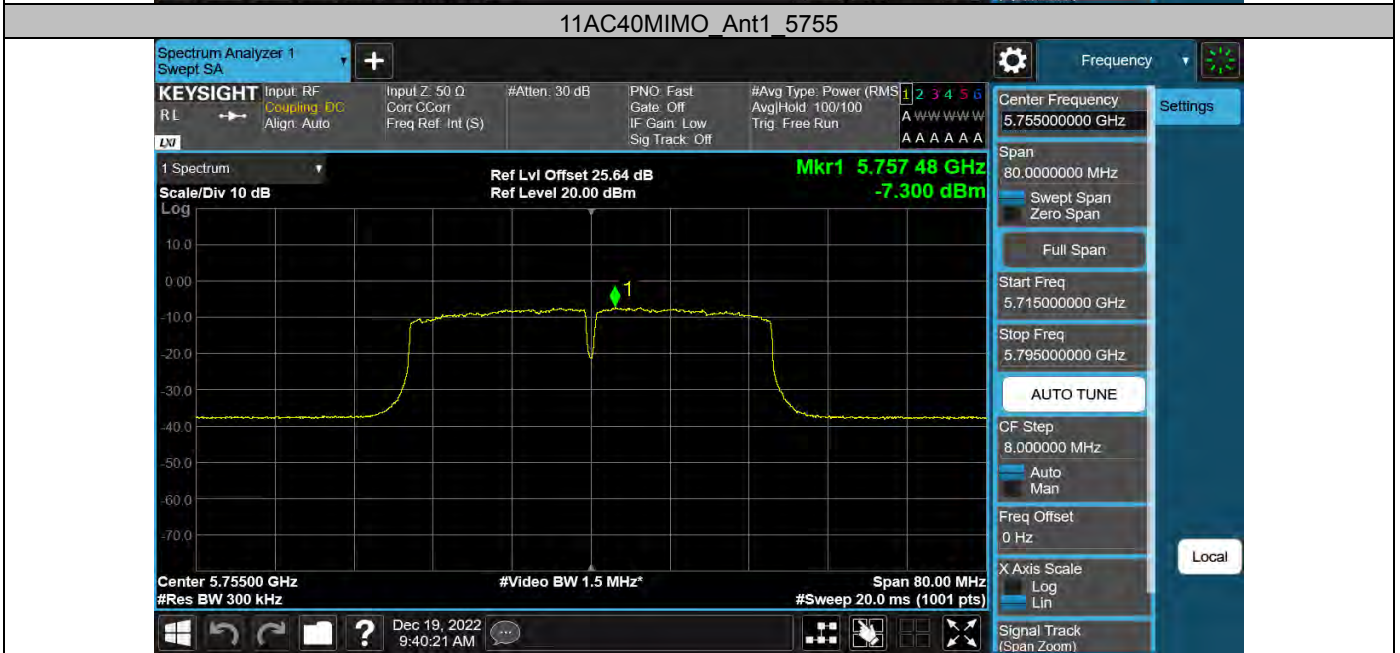 11AC40MIMO_Ant1_5755
Spectrum Analyzer 1
Swept SA
Frequency
KEYSIGHT
RL
LXI
Input: RF
Coupling: DC
Align: Auto
Input Z: 50 Ω
Corr CCorr
Freq Ref: Int (S)
#Atten: 30 dB
PNO: Fast
Gate: Off
IF Gain: Low
Sig Track: Off
#Avg Type: Power (RMS
Avg|Hold: 100/100
Trig: Free Run
1 2 3 4 5 6
A W W W W W
A A A A A A
Center Frequency
5.755000000 GHz
Settings
Span
80.0000000 MHz
Swept Span
Zero Span
Full Span
Start Freq
5.715000000 GHz
Stop Freq
5.795000000 GHz
AUTO TUNE
CF Step
8.000000 MHz
Auto
Man
Freq Offset
0 Hz
X Axis Scale
Log
Lin
Signal Track
(Span Zoom)
Local
1 Spectrum
Scale/Div 10 dB
Log
Ref Lvl Offset 25.64 dB
Ref Level 20.00 dBm
Mkr1 5.757 48 GHz
-7.300 dBm
10.0
0.00
-10.0
-20.0
-30.0
-40.0
-50.0
-60.0
-70.0
1
Center 5.75500 GHz
#Res BW 300 kHz
#Video BW 1.5 MHz*
Span 80.00 MHz
#Sweep 20.0 ms (1001 pts)
?
Dec 19, 2022
9:40:21 AM